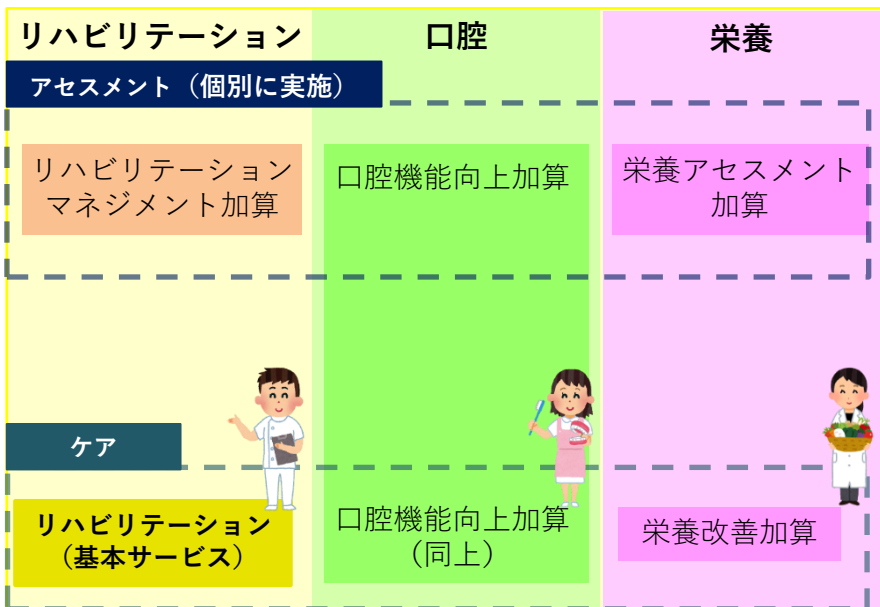 リハビリテーション
口腔
栄養
アセスメント（個別に実施）
リハビリテーション
マネジメント加算
口腔機能向上加算
栄養アセスメント
加算
ケア
リハビリテーション
（基本サービス）
口腔機能向上加算
（同上）
栄養改善加算